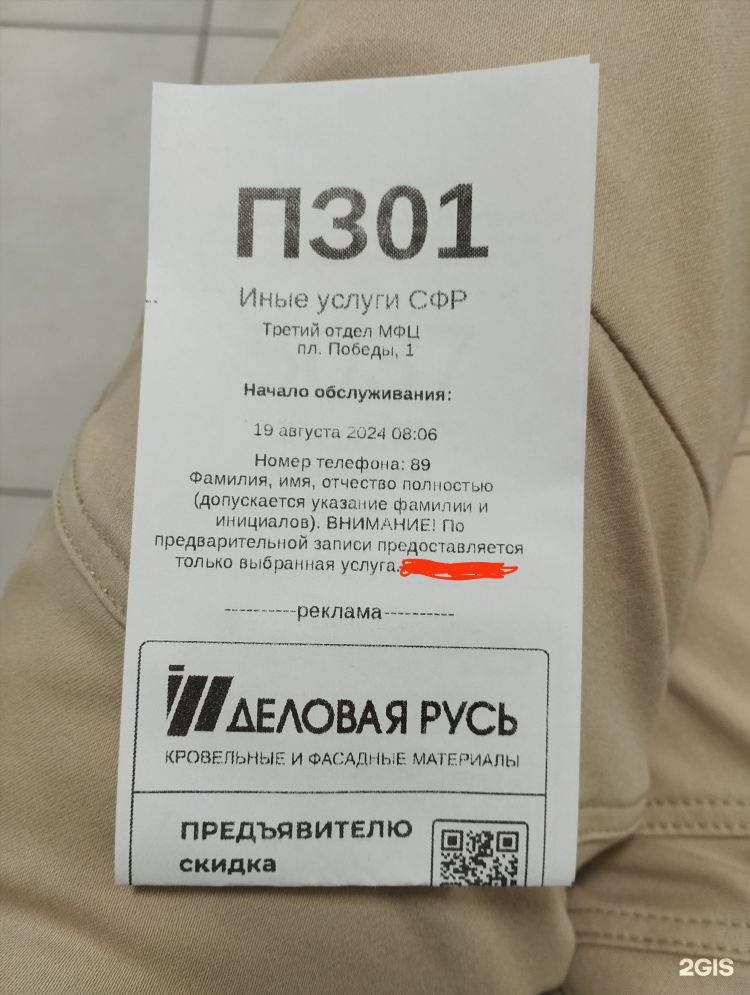 П301
Иные услуги СФР
Третий отдел МФЦ
пл. Победы, 1
Начало обслуживания:
19 августа 2024 08:06
Номер телефона: 89
Фамилия, имя, отчество полностью
(допускается указание фамилии и
инициалов). ВНИМАНИЕ! По
предварительной записи предоставляется
только выбранная услуга.
----------реклама----------
ДЕЛОВАЯ РУСЬ
КРОВЕЛЬНЫЕ И ФАСАДНЫЕ МАТЕРИАЛЫ
ПРЕДЪЯВИТЕЛЮ
СКИДКА
2GIS